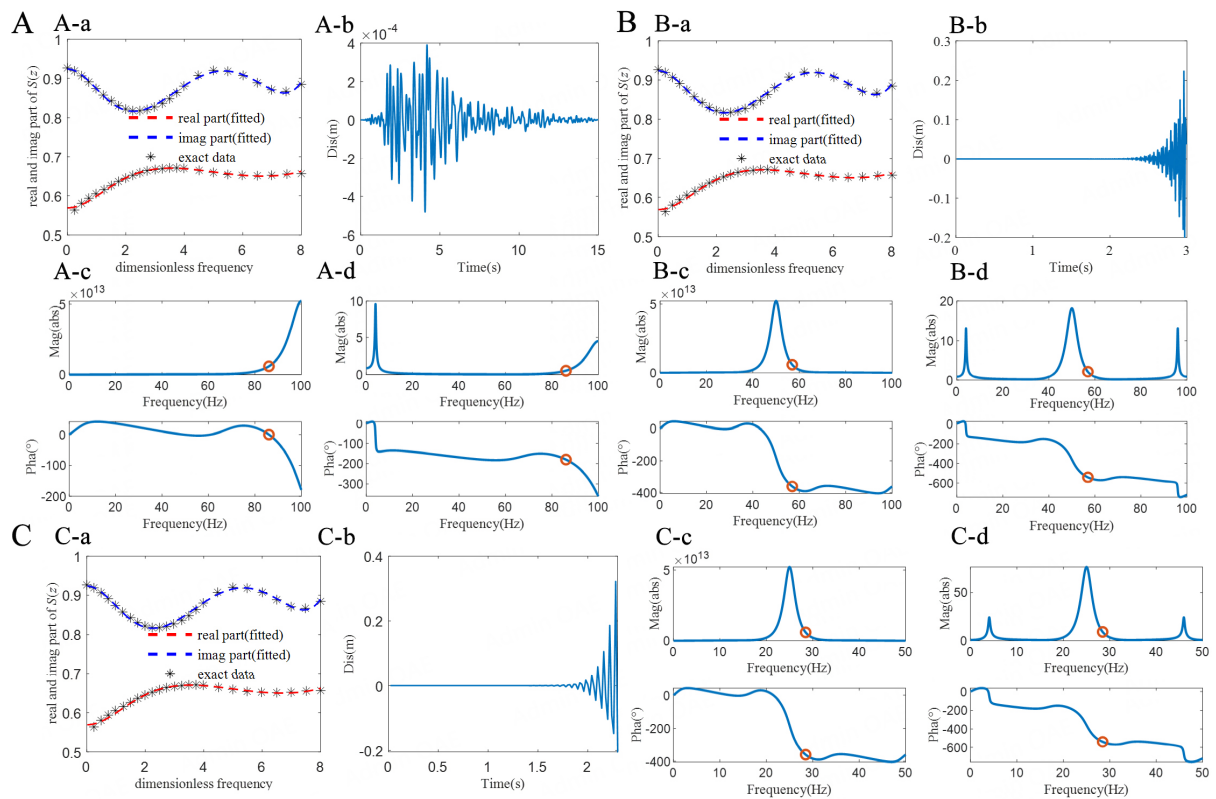 A
A-a
real and imag part of S(z)
1
0.9
0.8
0.7
0.6
0.5
real part(fitted)
imag part(fitted)
exact data
0 2 4 6 8
dimensionless frequency
A-b
×10⁻⁴
Dis(m)
4
2
0
-2
-4
-6
0 5 10 15
Time(s)
B
B-a
real and imag part of S(z)
1
0.9
0.8
0.7
0.6
0.5
real part(fitted)
imag part(fitted)
exact data
0 2 4 6 8
dimensionless frequency
B-b
Dis(m)
0.3
0.2
0.1
0
-0.1
-0.2
0 1 2 3
Time(s)
A-c
×10¹³
Mag(abs)
5
0
0 20 40 60 80 100
Frequency(Hz)
Pha(°)
0
-100
-200
0 20 40 60 80 100
Frequency(Hz)
A-d
Mag(abs)
10
5
0
0 20 40 60 80 100
Frequency(Hz)
Pha(°)
0
-100
-200
-300
0 20 40 60 80 100
Frequency(Hz)
B-c
×10¹³
Mag(abs)
5
0
0 20 40 60 80 100
Frequency(Hz)
Pha(°)
0
-200
-400
0 20 40 60 80 100
Frequency(Hz)
B-d
Mag(abs)
20
10
0
0 20 40 60 80 100
Frequency(Hz)
Pha(°)
0
-200
-400
-600
0 20 40 60 80 100
Frequency(Hz)
C
C-a
real and imag part of S(z)
1
0.9
0.8
0.7
0.6
0.5
real part(fitted)
imag part(fitted)
exact data
0 2 4 6 8
dimensionless frequency
C-b
Dis(m)
0.4
0.2
0
-0.2
0 0.5 1 1.5 2
Time(s)
C-c
×10¹³
Mag(abs)
5
0
0 10 20 30 40 50
Frequency(Hz)
Pha(°)
0
-200
-400
0 10 20 30 40 50
Frequency(Hz)
C-d
Mag(abs)
50
0
0 10 20 30 40 50
Frequency(Hz)
Pha(°)
0
-200
-400
-600
0 10 20 30 40 50
Frequency(Hz)